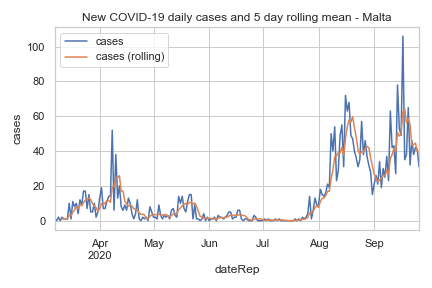 New COVID-19 daily cases and 5 day rolling mean - Malta
cases
cases (rolling)
100
80
60
40
20
0
cases
Apr
2020
May
Jun
Jul
Aug
Sep
dateRep